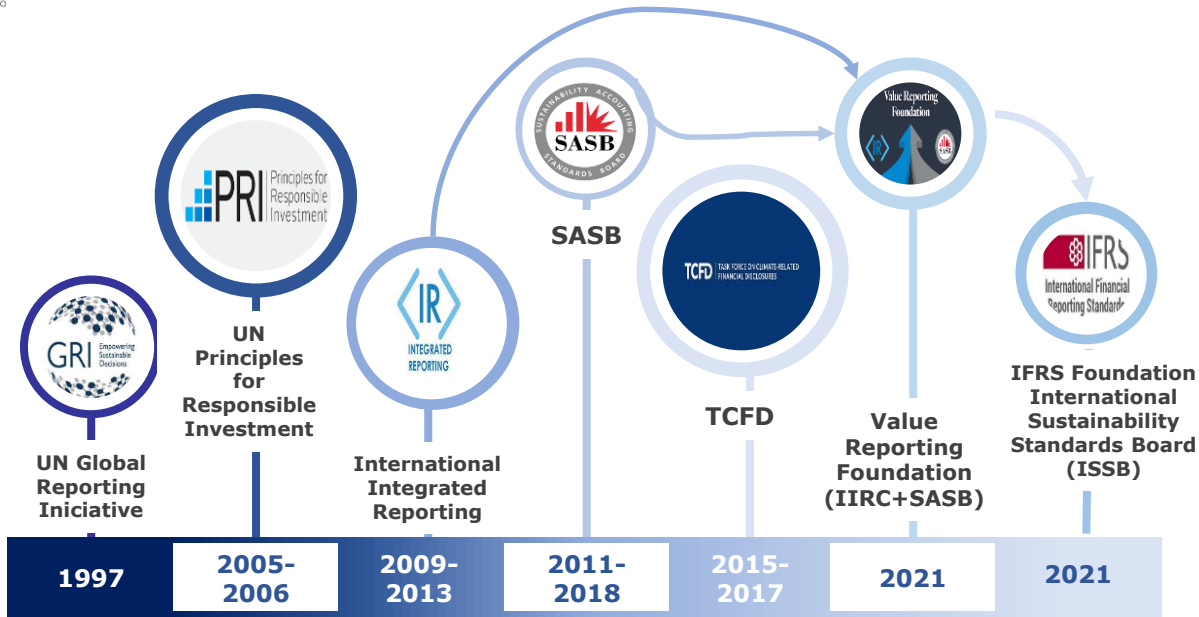 GRI
Empowering
Sustainable
Decisions
UN Global
Reporting
Iniciative
1997
PRI
Principles for
Responsible
Investment
UN
Principles
for
Responsible
Investment
2005-
2006
<IR>
INTEGRATED
REPORTING
International
Integrated
Reporting
2009-
2013
SUSTAINABILITY ACCOUNTING
SASB
STANDARDS BOARD
SASB
2011-
2018
TCFD
TASK FORCE ON CLIMATE-RELATED
FINANCIAL DISCLOSURES
TCFD
2015-
2017
Value Reporting
Foundation
<IR>
SASB
Value
Reporting
Foundation
(IIRC+SASB)
2021
IFRS
International Financial
Reporting Standards
IFRS Foundation
International
Sustainability
Standards Board
(ISSB)
2021